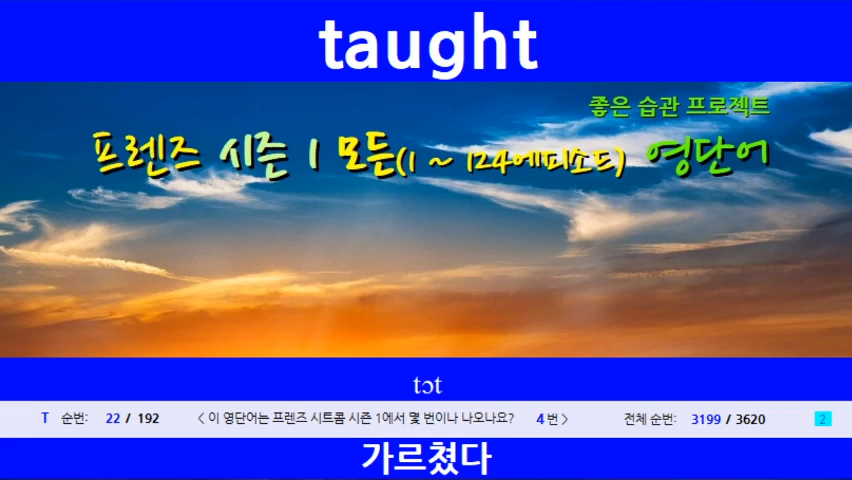 taught
좋은 습관 프로젝트
프렌즈 시즌 1 모든(1 ~ 124에피소드) 영단어
tɔt
T 순번: 22 / 192 < 이 영단어는 프렌즈 시트콤 시즌 1에서 몇 번이나 나오나요? 4 번 > 전체 순번: 3199 / 3620 2
가르쳤다